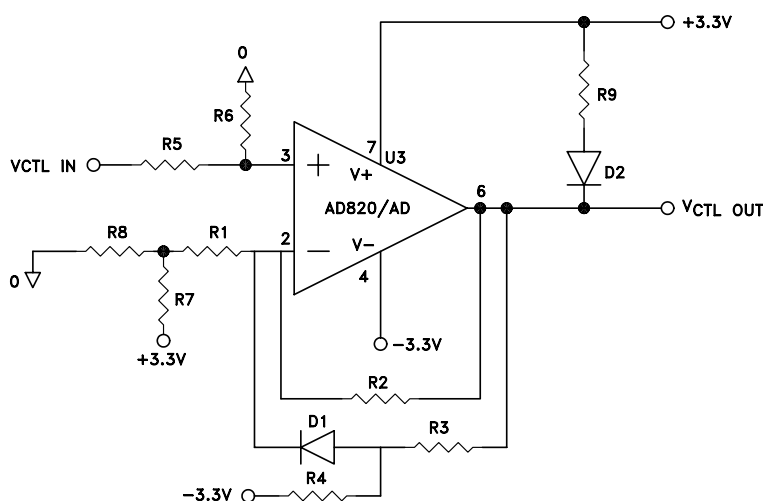 0
+3.3V
R6
R9
R5
7
U3
VCTL IN
3
+
V+
D2
AD820/AD
6
VCTL OUT
R8
R1
2
−
V−
0
R7
4
−3.3V
+3.3V
R2
D1
R3
R4
−3.3V